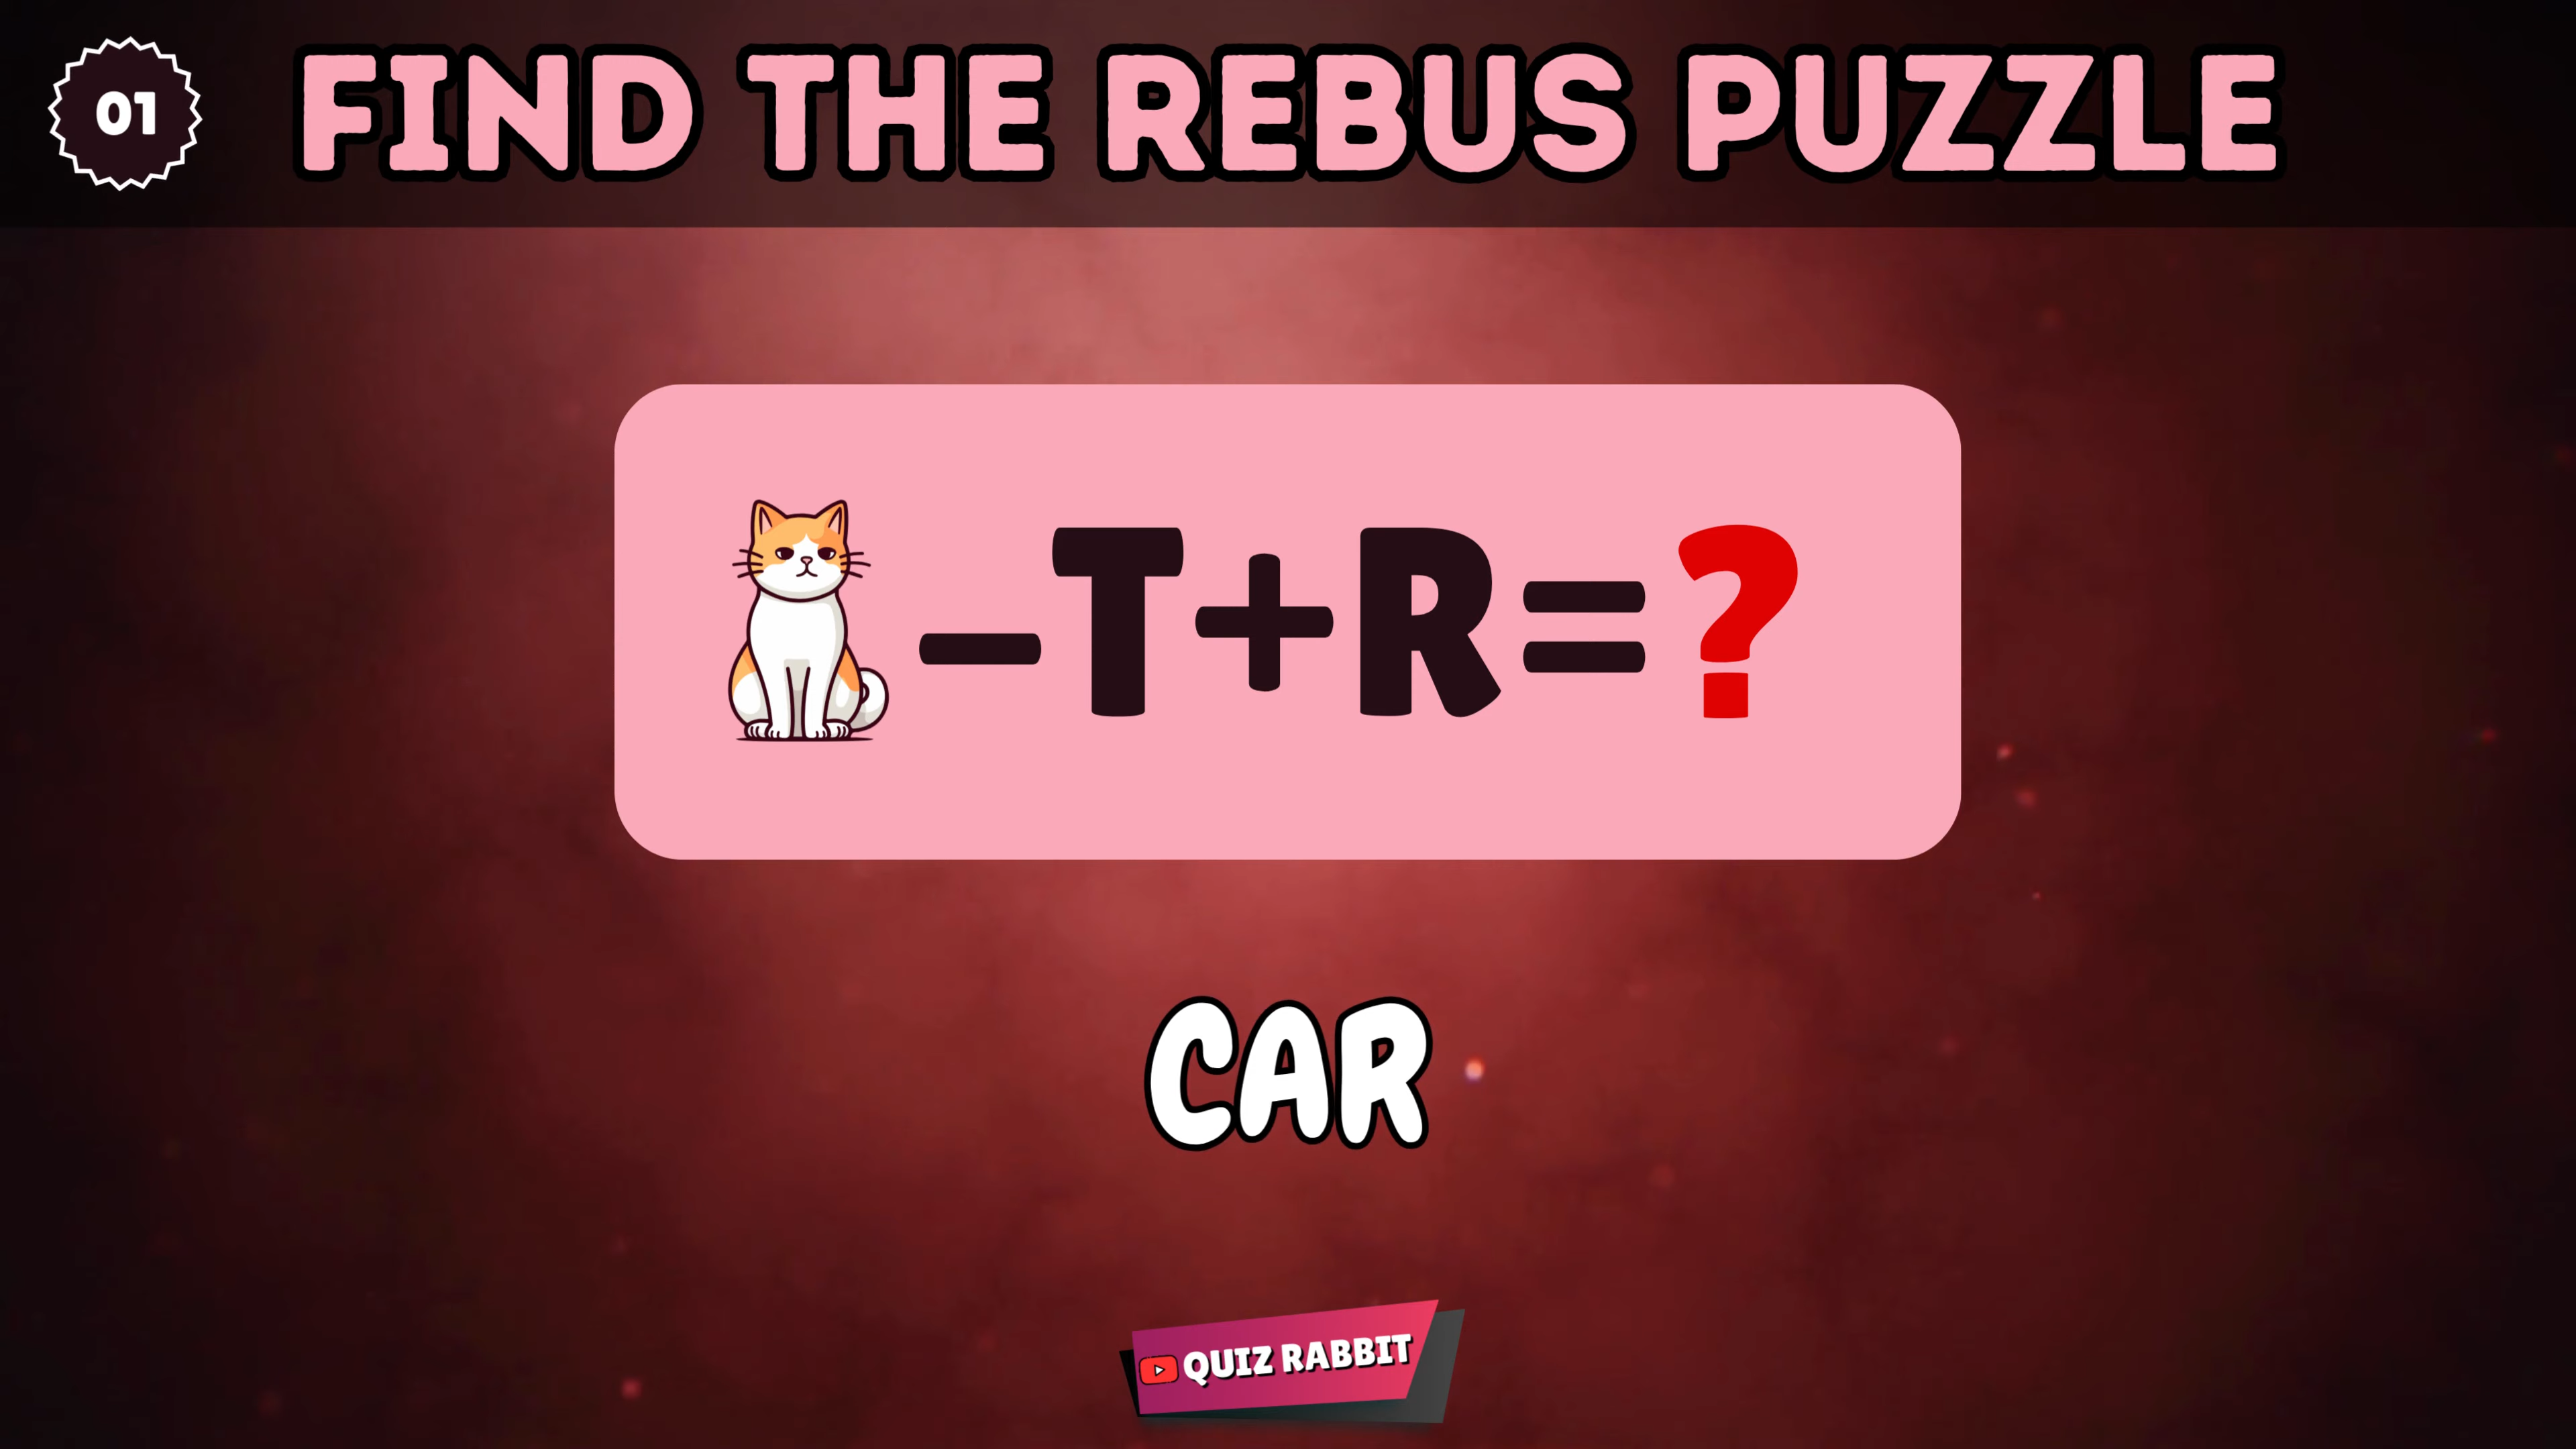 01
FIND THE REBUS PUZZLE
-T+R=?
CAR
QUIZ RABBIT